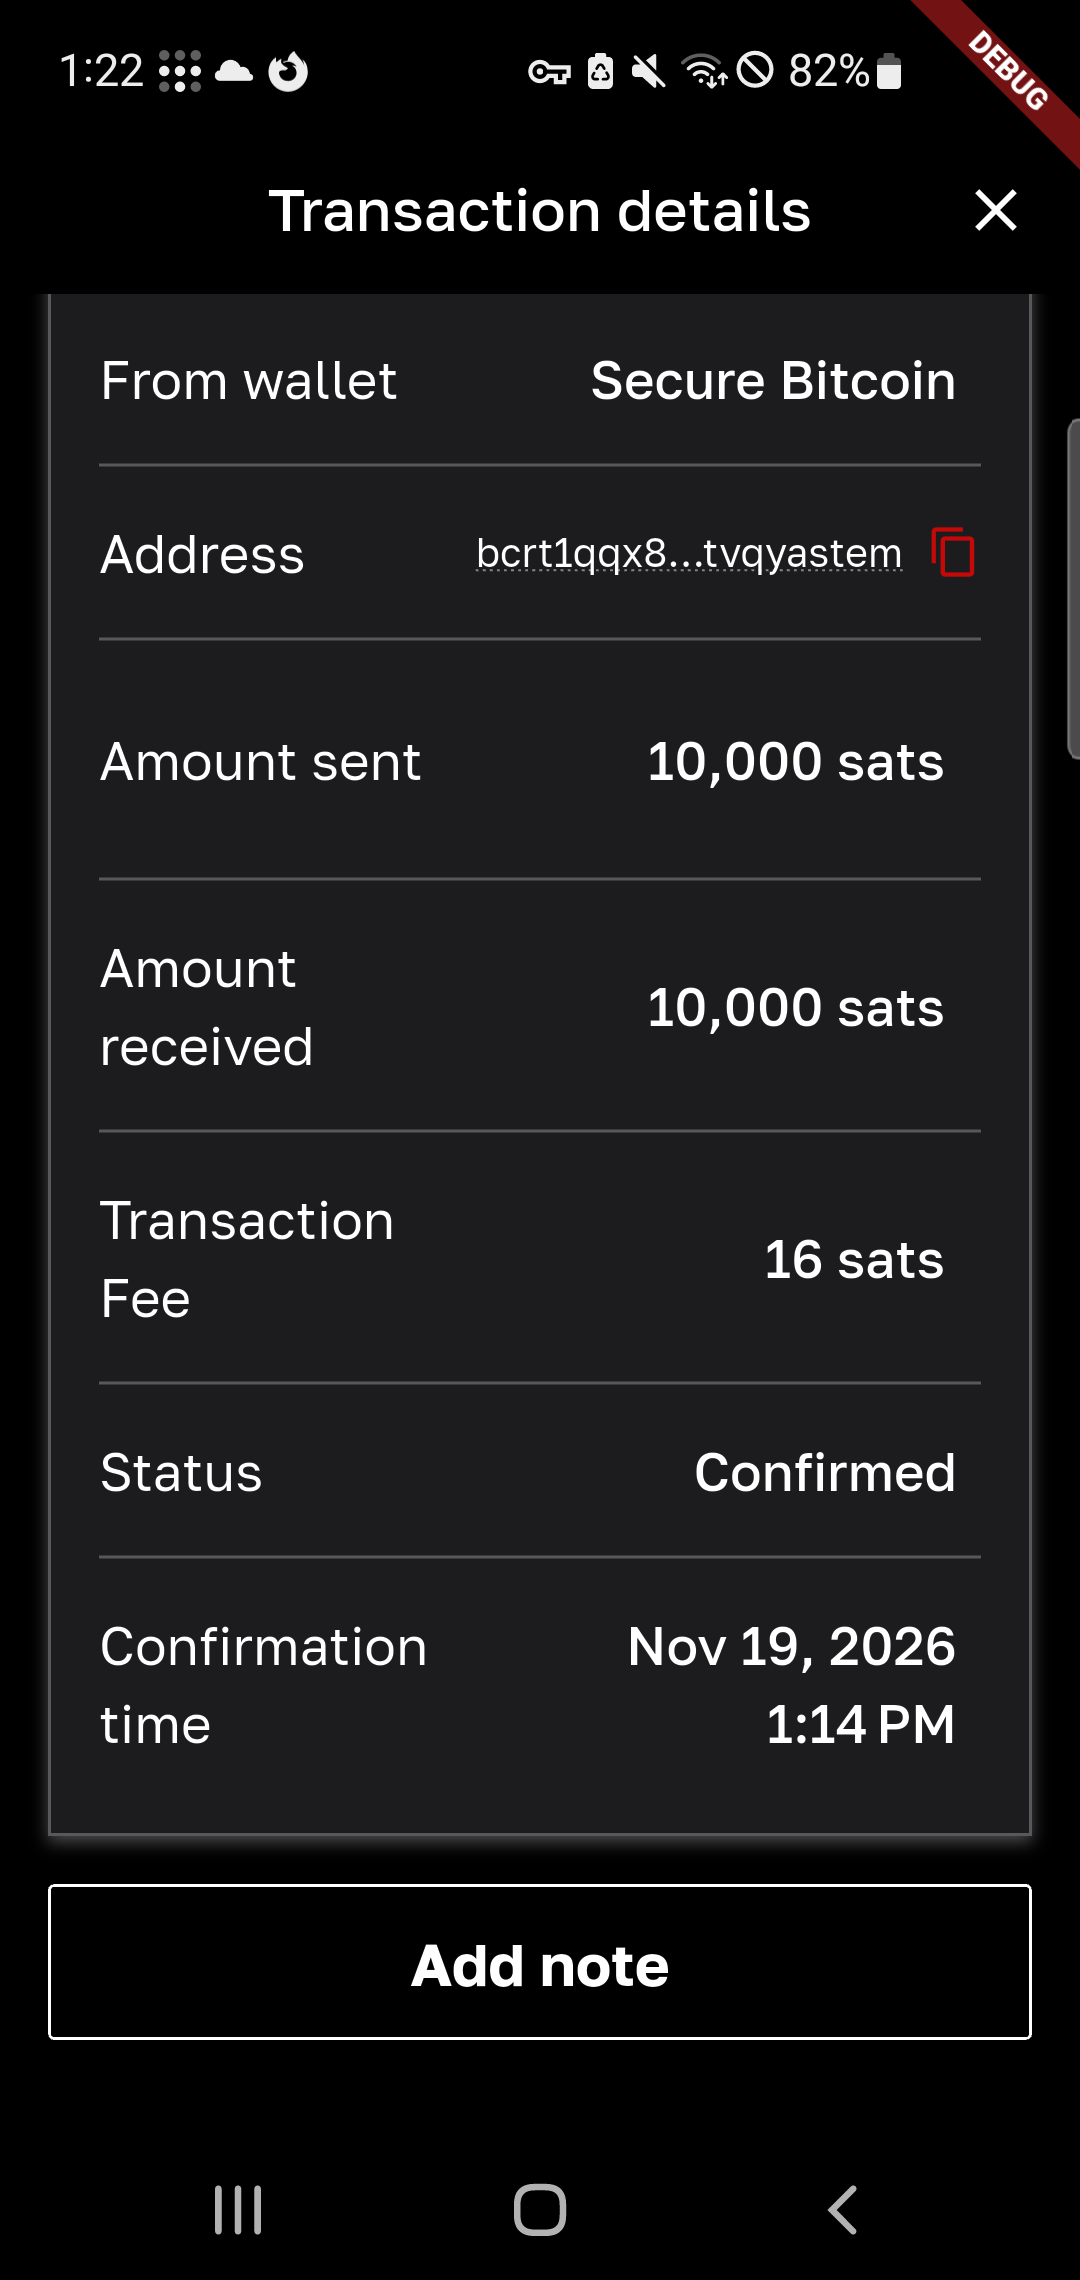 1:22
82%
DEBUG
Transaction details
From wallet
Secure Bitcoin
Address
bcrt1qqx8...tvqyastem
Amount sent
10,000 sats
Amount
received
10,000 sats
Transaction
Fee
16 sats
Status
Confirmed
Confirmation
time
Nov 19, 2026
1:14 PM
Add note